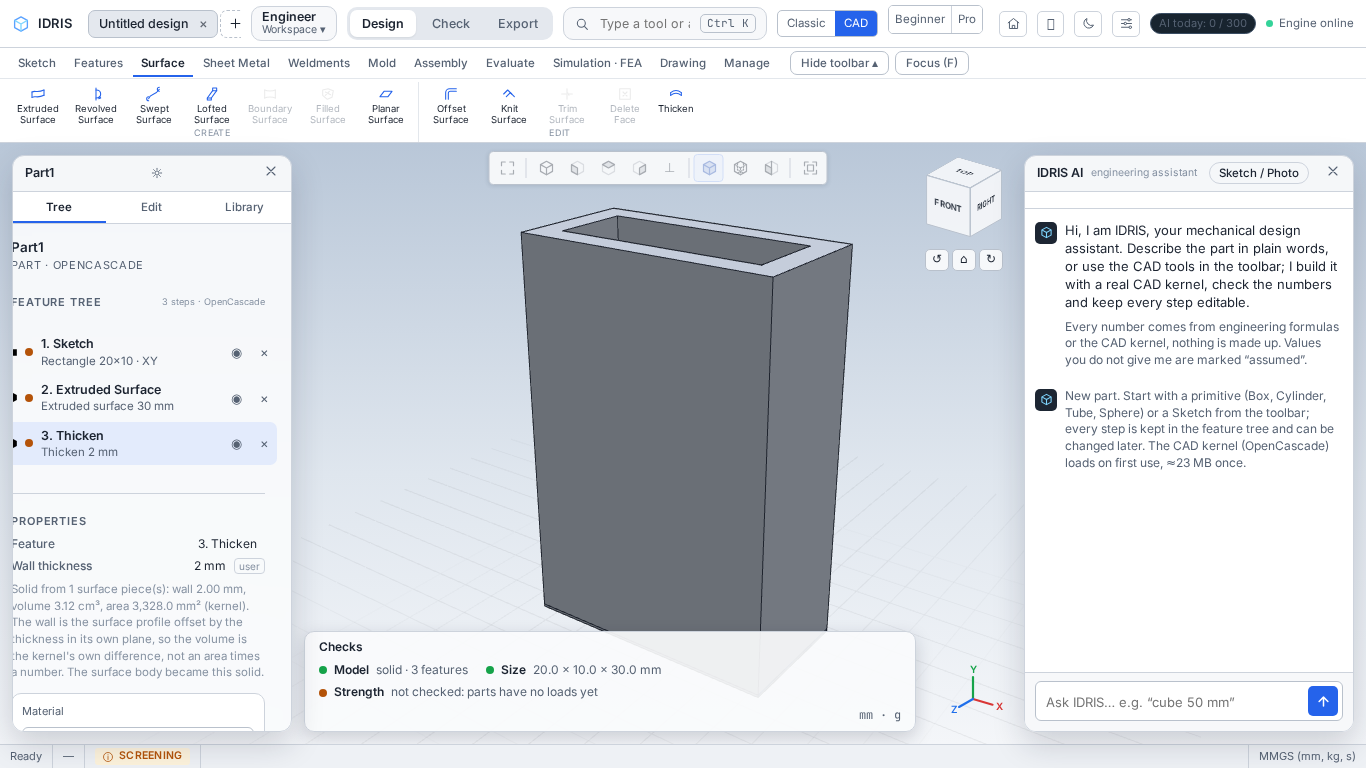 IDRIS
Untitled design ×
+
Engineer
Workspace ▾
Design
Check
Export
Type a tool or a
Ctrl K
Classic
CAD
Beginner
Pro
AI today: 0 / 300
Engine online
Sketch
Features
Surface
Sheet Metal
Weldments
Mold
Assembly
Evaluate
Simulation · FEA
Drawing
Manage
Hide toolbar ▴
Focus (F)
Extruded
Surface
Revolved
Surface
Swept
Surface
Lofted
Surface
Boundary
Surface
Filled
Surface
Planar
Surface
CREATE
Offset
Surface
Knit
Surface
Trim
Surface
Delete
Face
Thicken
EDIT
Part1
Tree
Edit
Library
Part1
PART · OPENCASCADE
FEATURE TREE
3 steps · OpenCascade
1. Sketch
Rectangle 20×10 · XY
2. Extruded Surface
Extruded surface 30 mm
3. Thicken
Thicken 2 mm
PROPERTIES
Feature
3. Thicken
Wall thickness
2 mm
user
Solid from 1 surface piece(s): wall 2.00 mm,
volume 3.12 cm³, area 3,328.0 mm² (kernel).
The wall is the surface profile offset by the
thickness in its own plane, so the volume is
the kernel's own difference, not an area times
a number. The surface body became this solid.
Material
TOP
FRONT
RIGHT
Checks
Model solid · 3 features
Size 20.0 × 10.0 × 30.0 mm
Strength not checked: parts have no loads yet
mm · g
Y
X
Z
IDRIS AI engineering assistant
Sketch / Photo
Hi, I am IDRIS, your mechanical design
assistant. Describe the part in plain words,
or use the CAD tools in the toolbar; I build it
with a real CAD kernel, check the numbers
and keep every step editable.
Every number comes from engineering formulas
or the CAD kernel, nothing is made up. Values
you do not give me are marked “assumed”.
New part. Start with a primitive (Box, Cylinder,
Tube, Sphere) or a Sketch from the toolbar;
every step is kept in the feature tree and can be
changed later. The CAD kernel (OpenCascade)
loads on first use, ≈23 MB once.
Ask IDRIS... e.g. “cube 50 mm”
Ready
—
SCREENING
MMGS (mm, kg, s)